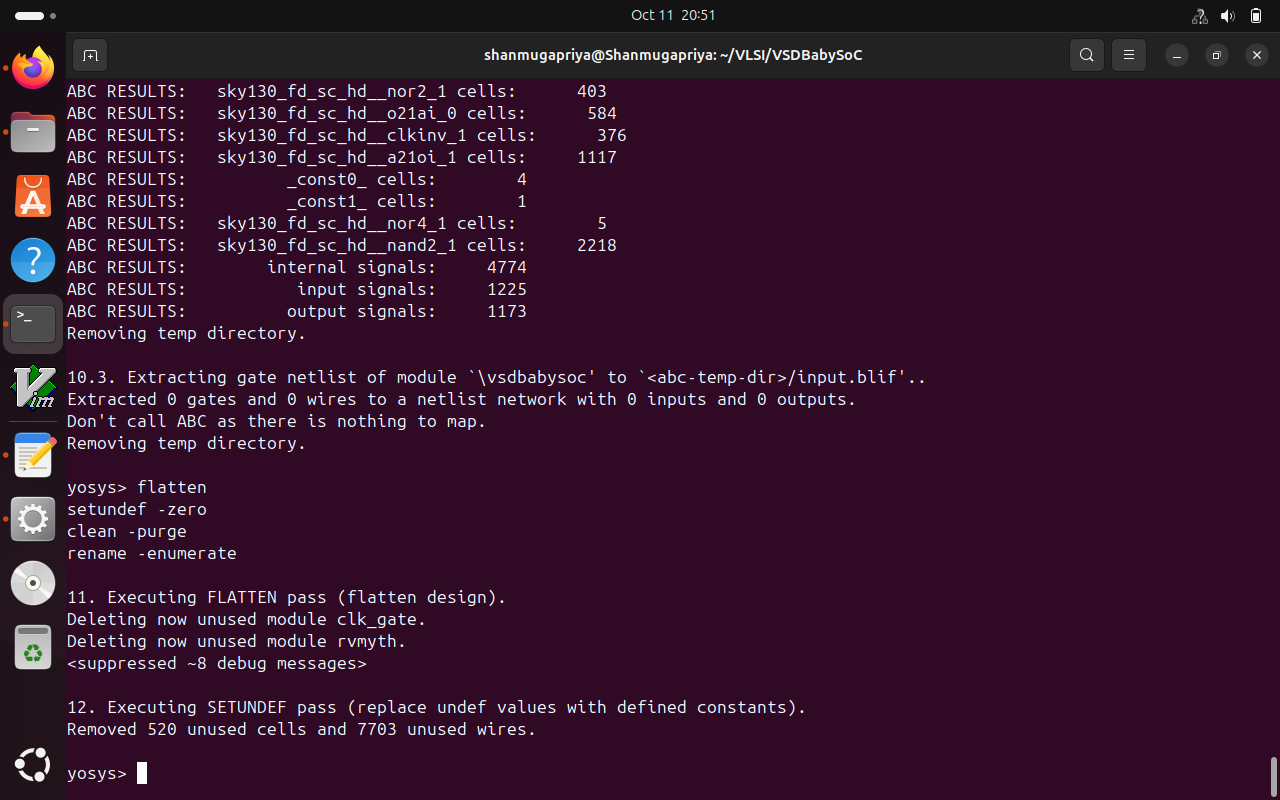 Oct 11 20:51
shanmugapriya@Shanmugapriya: ~/VLSI/VSDBabySoC
ABC RESULTS:   sky130_fd_sc_hd__nor2_1 cells:      403
ABC RESULTS:   sky130_fd_sc_hd__o21ai_0 cells:      584
ABC RESULTS:   sky130_fd_sc_hd__clkinv_1 cells:      376
ABC RESULTS:   sky130_fd_sc_hd__a21oi_1 cells:     1117
ABC RESULTS:          _const0_ cells:        4
ABC RESULTS:          _const1_ cells:        1
ABC RESULTS:   sky130_fd_sc_hd__nor4_1 cells:        5
ABC RESULTS:   sky130_fd_sc_hd__nand2_1 cells:     2218
ABC RESULTS:        internal signals:     4774
ABC RESULTS:           input signals:     1225
ABC RESULTS:          output signals:     1173
Removing temp directory.
10.3. Extracting gate netlist of module `\vsdbabysoc' to `<abc-temp-dir>/input.blif'..
Extracted 0 gates and 0 wires to a netlist network with 0 inputs and 0 outputs.
Don't call ABC as there is nothing to map.
Removing temp directory.
yosys> flatten
setundef -zero
clean -purge
rename -enumerate
11. Executing FLATTEN pass (flatten design).
Deleting now unused module clk_gate.
Deleting now unused module rvmyth.
<suppressed ~8 debug messages>
12. Executing SETUNDEF pass (replace undef values with defined constants).
Removed 520 unused cells and 7703 unused wires.
yosys>